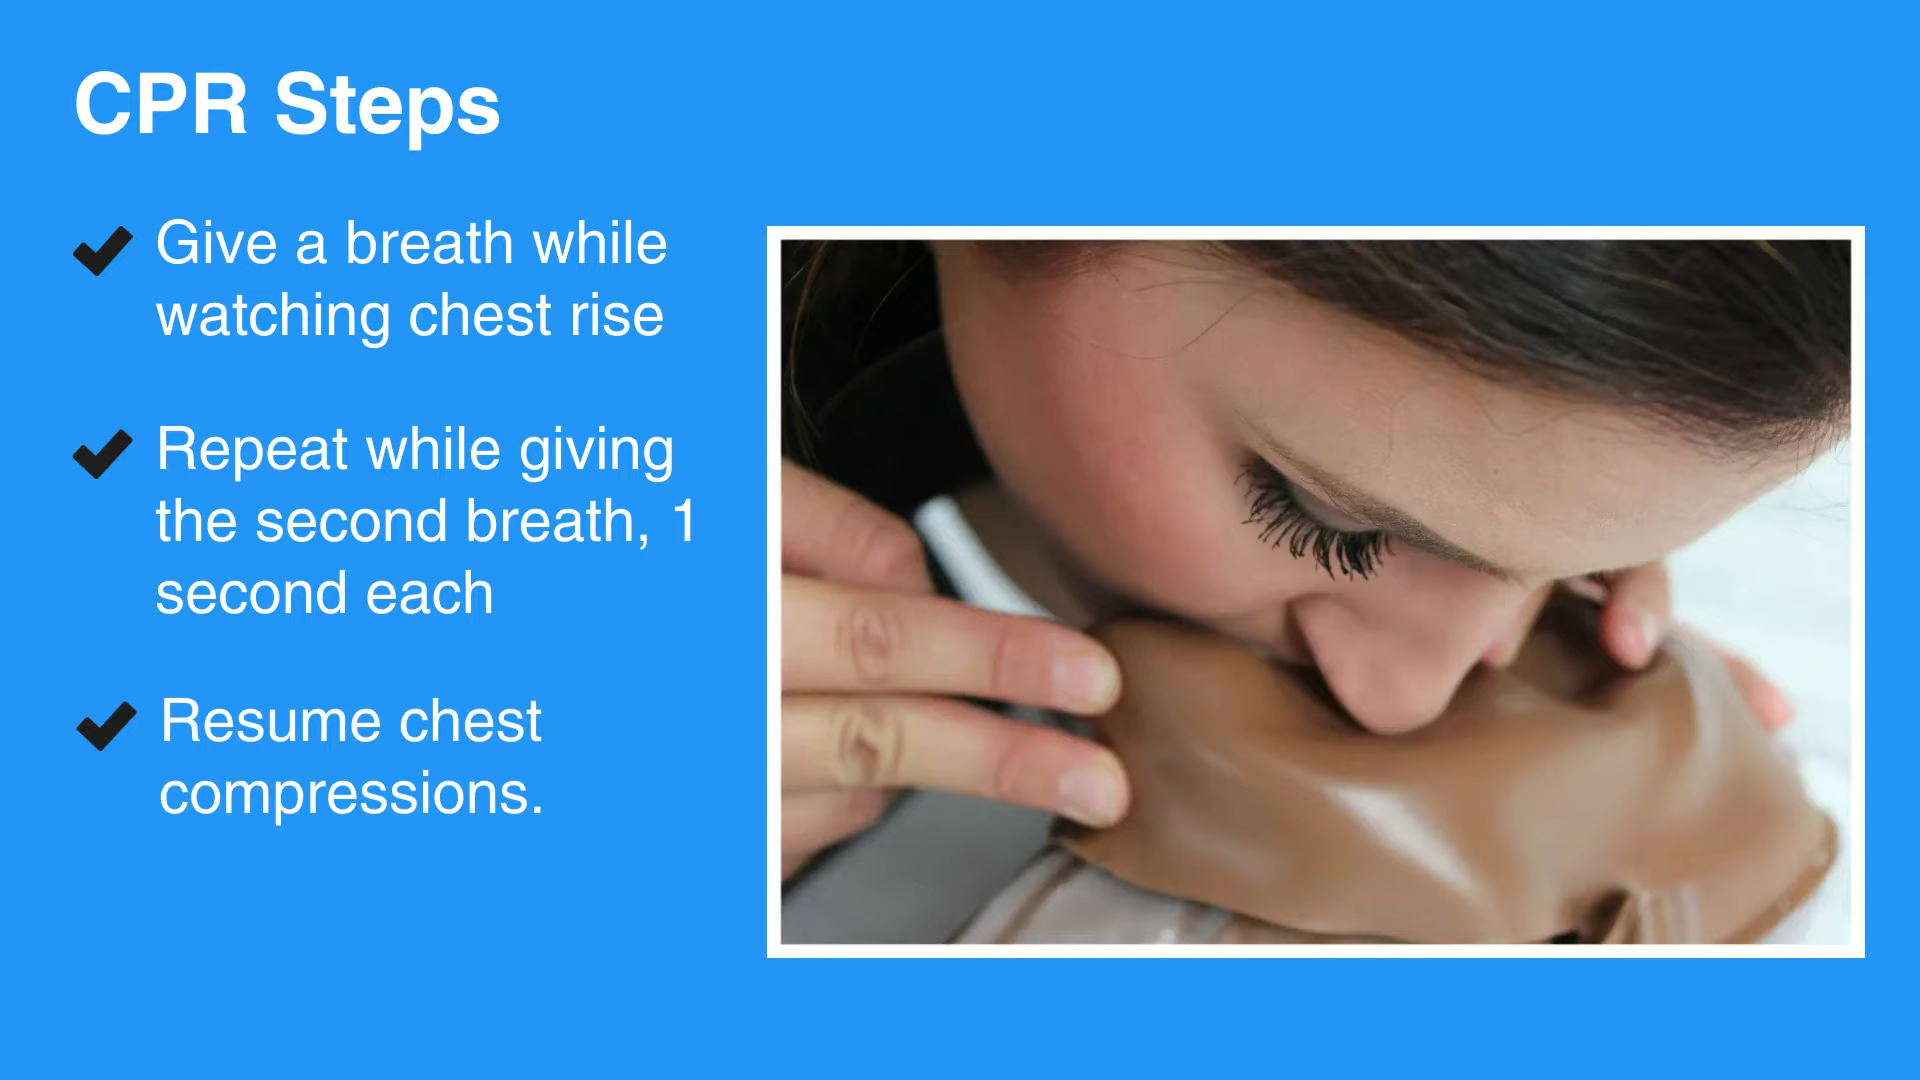 CPR Steps
Give a breath while
watching chest rise
Repeat while giving
the second breath, 1
second each
Resume chest
compressions.